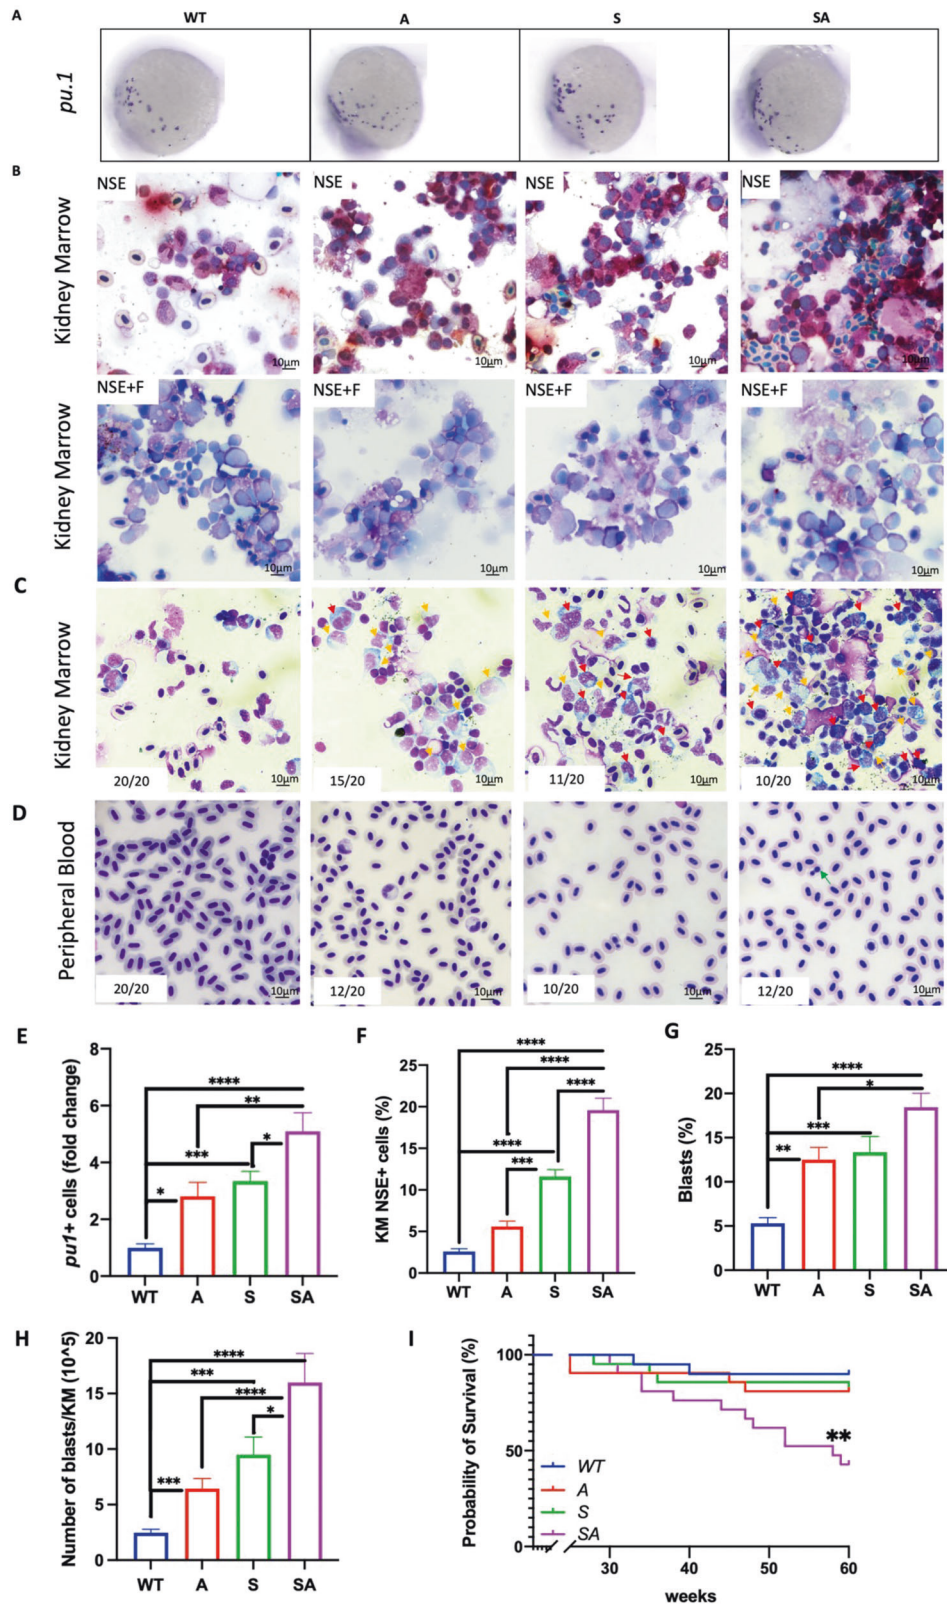 A WT A S SA
pu.1
B
Kidney Marrow
NSE NSE NSE NSE
10μm 10μm 10μm 10μm
Kidney Marrow
NSE+F NSE+F NSE+F NSE+F
10μm 10μm 10μm 10μm
C
Kidney Marrow
20/20 10μm 15/20 10μm 11/20 10μm 10/20 10μm
D
Peripheral Blood
20/20 10μm 12/20 10μm 10/20 10μm 12/20 10μm
E
pu1+ cells (fold change)
8
6
4
2
0
****
**
*
***
*
WT A S SA
F
KM NSE+ cells (%)
25
20
15
10
5
0
****
****
****
****
***
WT A S SA
G
Blasts (%)
25
20
15
10
5
0
****
*
***
**
WT A S SA
H
Number of blasts/KM (10^5)
20
15
10
5
0
****
***
****
*
***
WT A S SA
I
Probability of Survival (%)
100
50
0
**
WT
A
S
SA
30 40 50 60
weeks